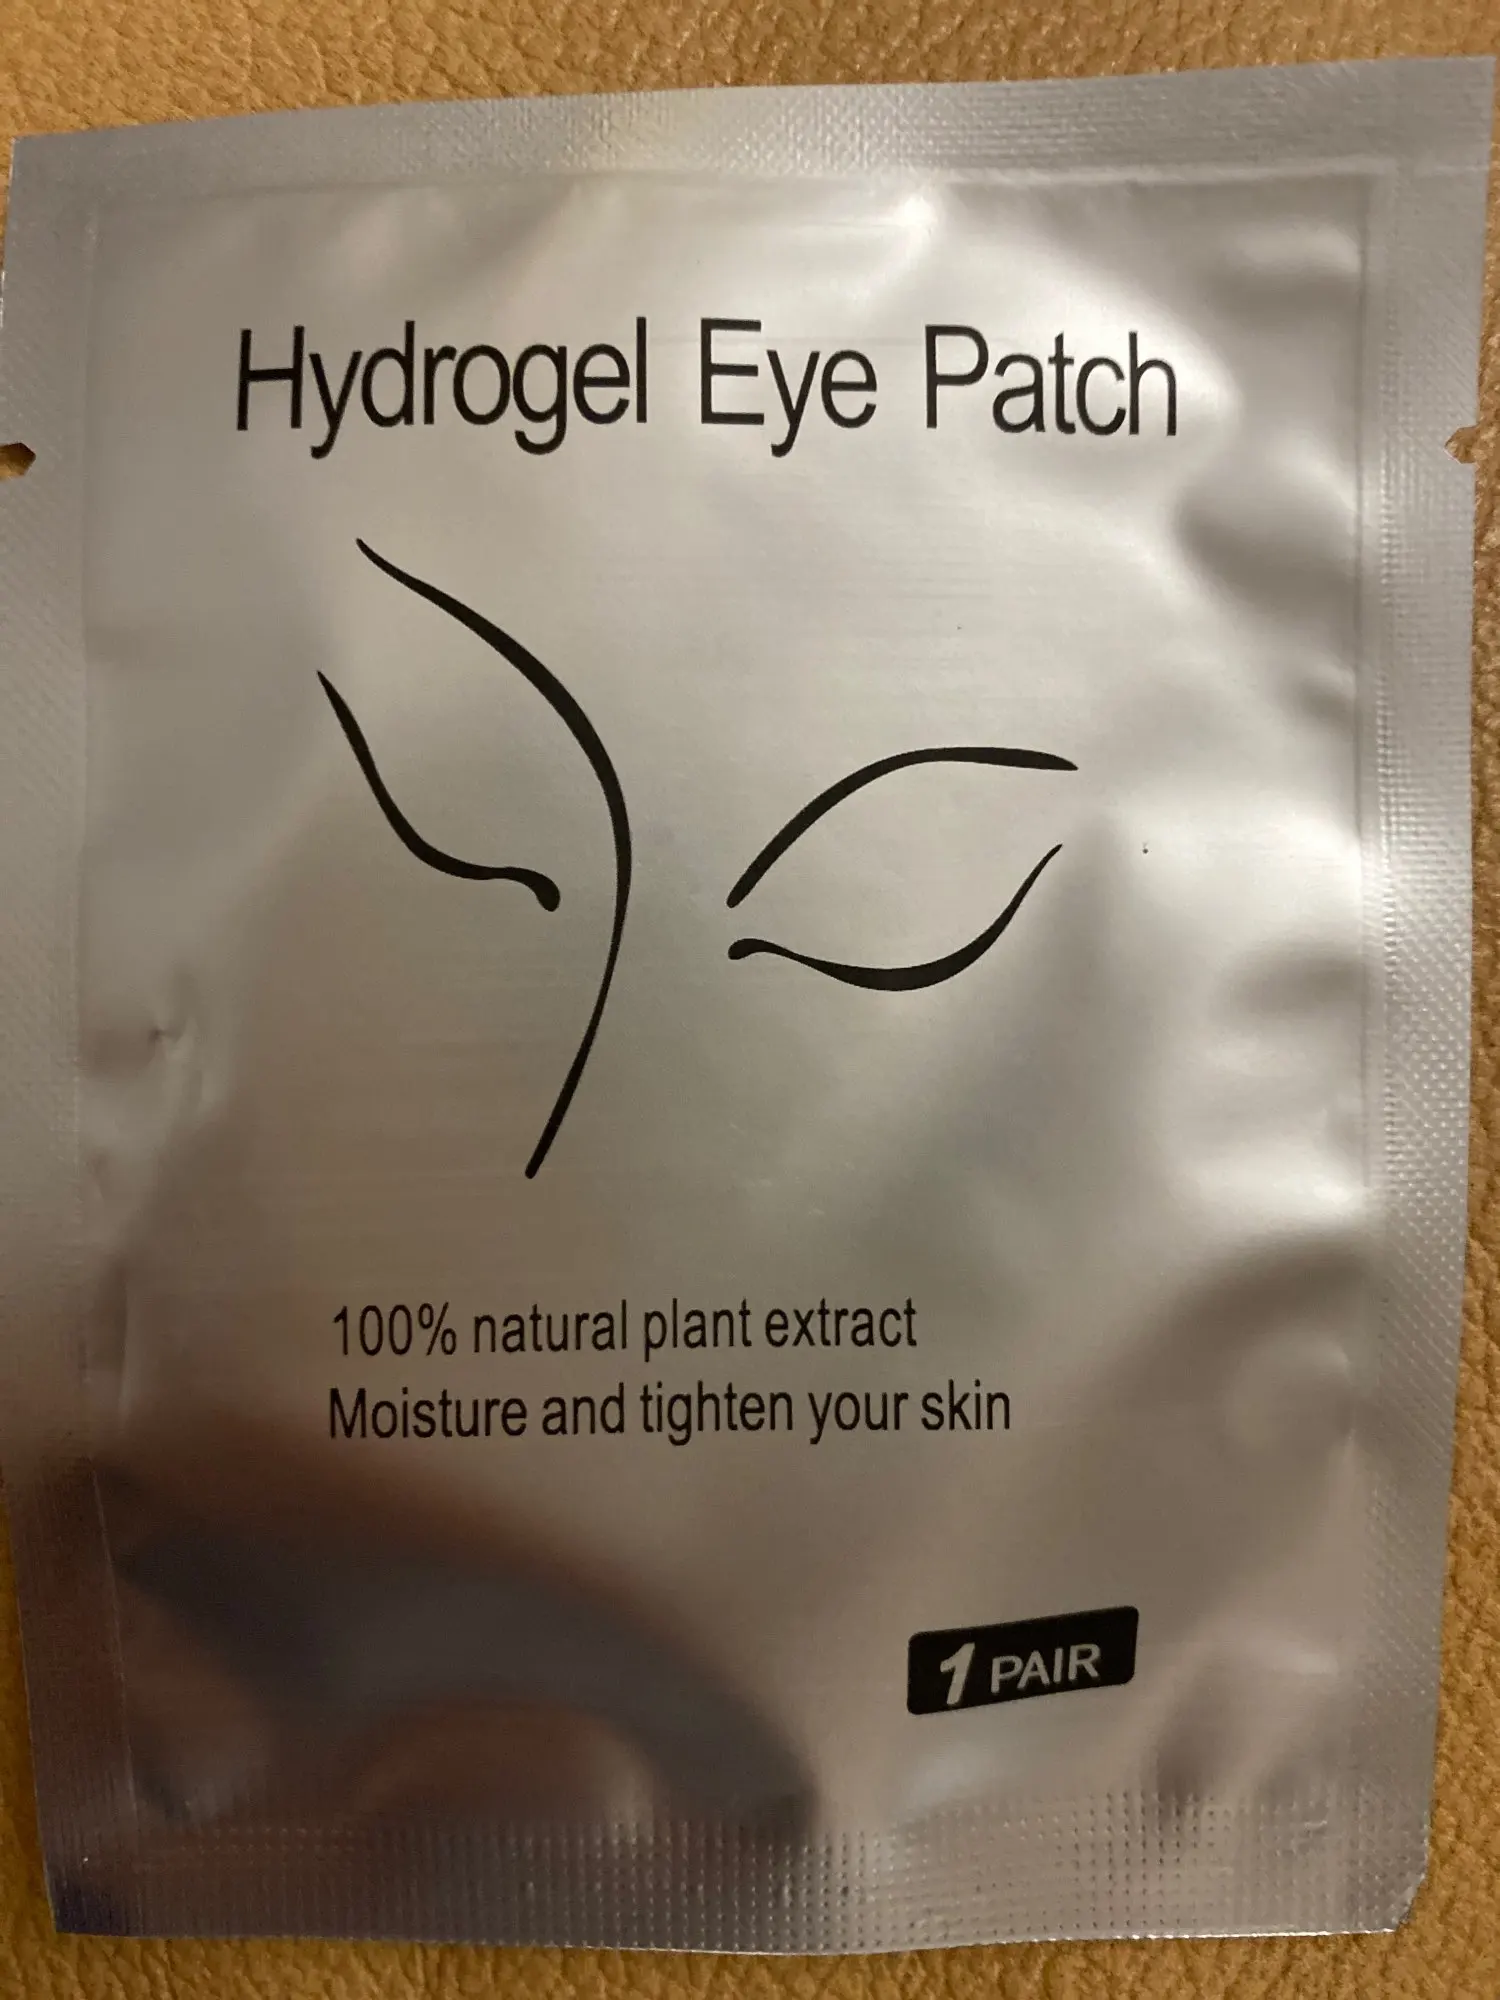 Hydrogel Eye Patch
100% natural plant extract
Moisture and tighten your skin
1 PAIR